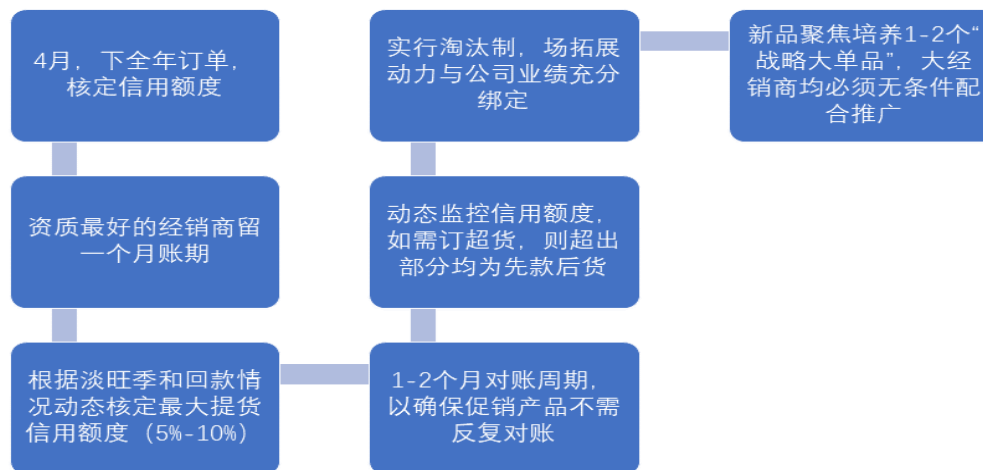 4月，下全年订单，
核定信用额度
资质最好的经销商留
一个月账期
根据淡旺季和回款情
况动态核定最大提货
信用额度（5%-10%）
1-2个月对账周期，
以确保促销产品不需
反复对账
动态监控信用额度，
如需订超货，则超出
部分均为先款后货
实行淘汰制，场拓展
动力与公司业绩充分
绑定
新品聚焦培养1-2个“
战略大单品”，大经
销商均必须无条件配
合推广